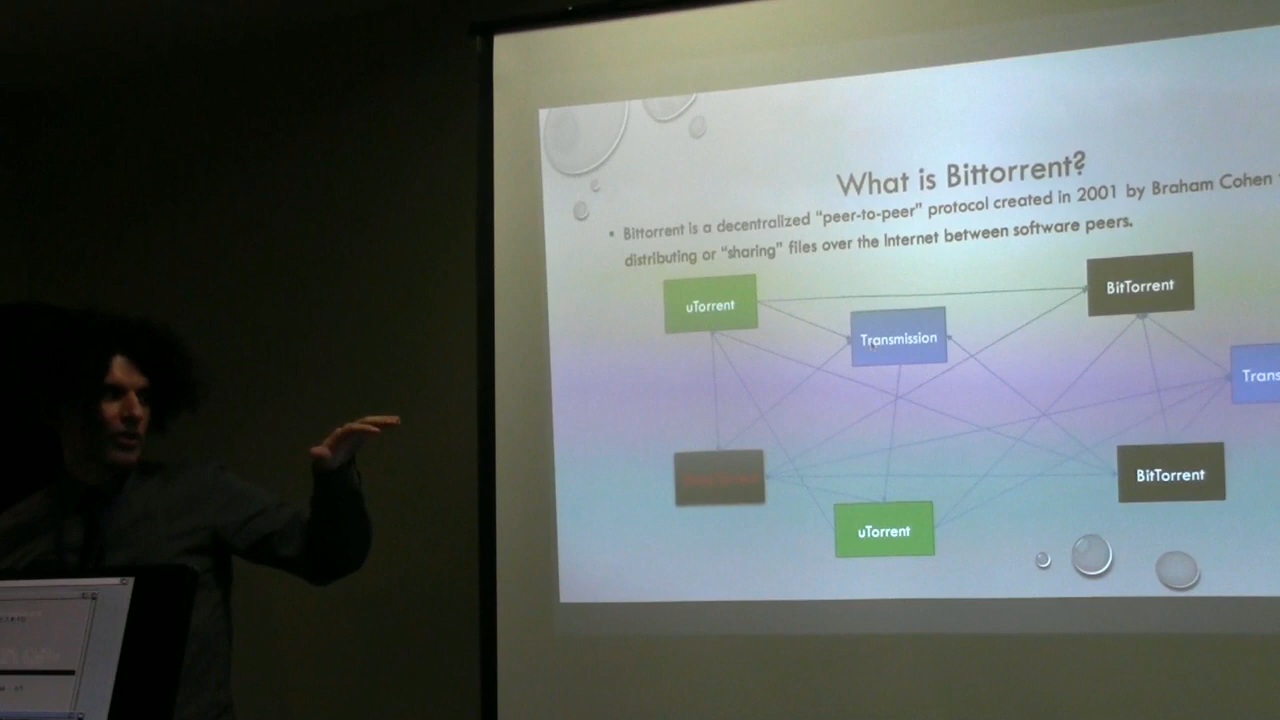 What is Bittorrent?
• Bittorrent is a decentralized “peer-to-peer” protocol created in 2001 by Braham Cohen
distributing or “sharing” files over the Internet between software peers.
uTorrent
Transmission
BitTorrent
Trans
BitTorrent
uTorrent